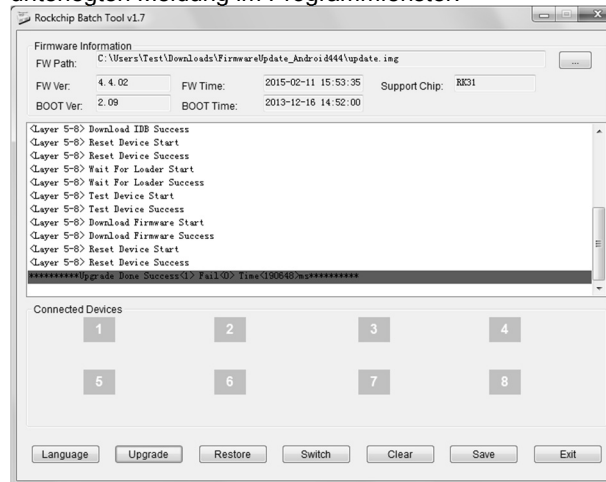 unterlegten Meldung im Programmfenster:
Rockchip Batch Tool v1.7
Firmware Information
FW Path: C:\Users\Test\Downloads\FirmwareUpdate_Android444\update.img ...
FW Ver: 4.4.02 FW Time: 2015-02-11 15:53:35 Support Chip: RK31
BOOT Ver: 2.09 BOOT Time: 2013-12-16 14:52:00
<Layer 5-8> Download IDB Success
<Layer 5-8> Reset Device Start
<Layer 5-8> Reset Device Success
<Layer 5-8> Wait For Loader Start
<Layer 5-8> Wait For Loader Success
<Layer 5-8> Test Device Start
<Layer 5-8> Test Device Success
<Layer 5-8> Download Firmware Start
<Layer 5-8> Download Firmware Success
<Layer 5-8> Reset Device Start
<Layer 5-8> Reset Device Success
**********Upgrade Done Success<1> Fail<0> Time<190648>ms**********
Connected Devices
1 2 3 4
5 6 7 8
Language Upgrade Restore Switch Clear Save Exit